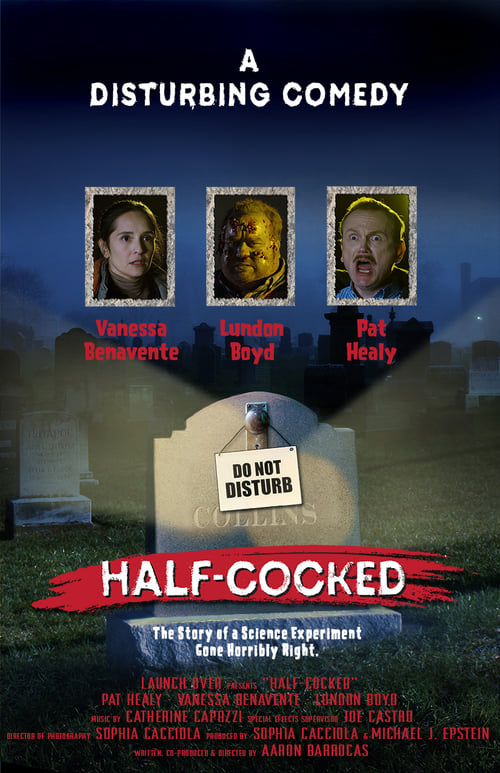 A
DISTURBING COMEDY
Vanessa Benavente
Lundon Boyd
Pat Healy
DO NOT
DISTURB
COLLINS
HALF-COCKED
The Story of a Science Experiment
Gone Horribly Right.
LAUNCH OVER PRESENTS "HALF-COCKED"
PAT HEALY VANESSA BENAVENTE LONDON BOYD
MUSIC BY CATHERINE CAPOZZI SPECIAL EFFECTS SUPERVISOR JOE CASTRO
DIRECTOR OF PHOTOGRAPHY SOPHIA CACCIOLA PRODUCED BY SOPHIA CACCIOLA & MICHAEL J. EPSTEIN
WRITTEN, CO-PRODUCED & DIRECTED BY AARON BARROCAS